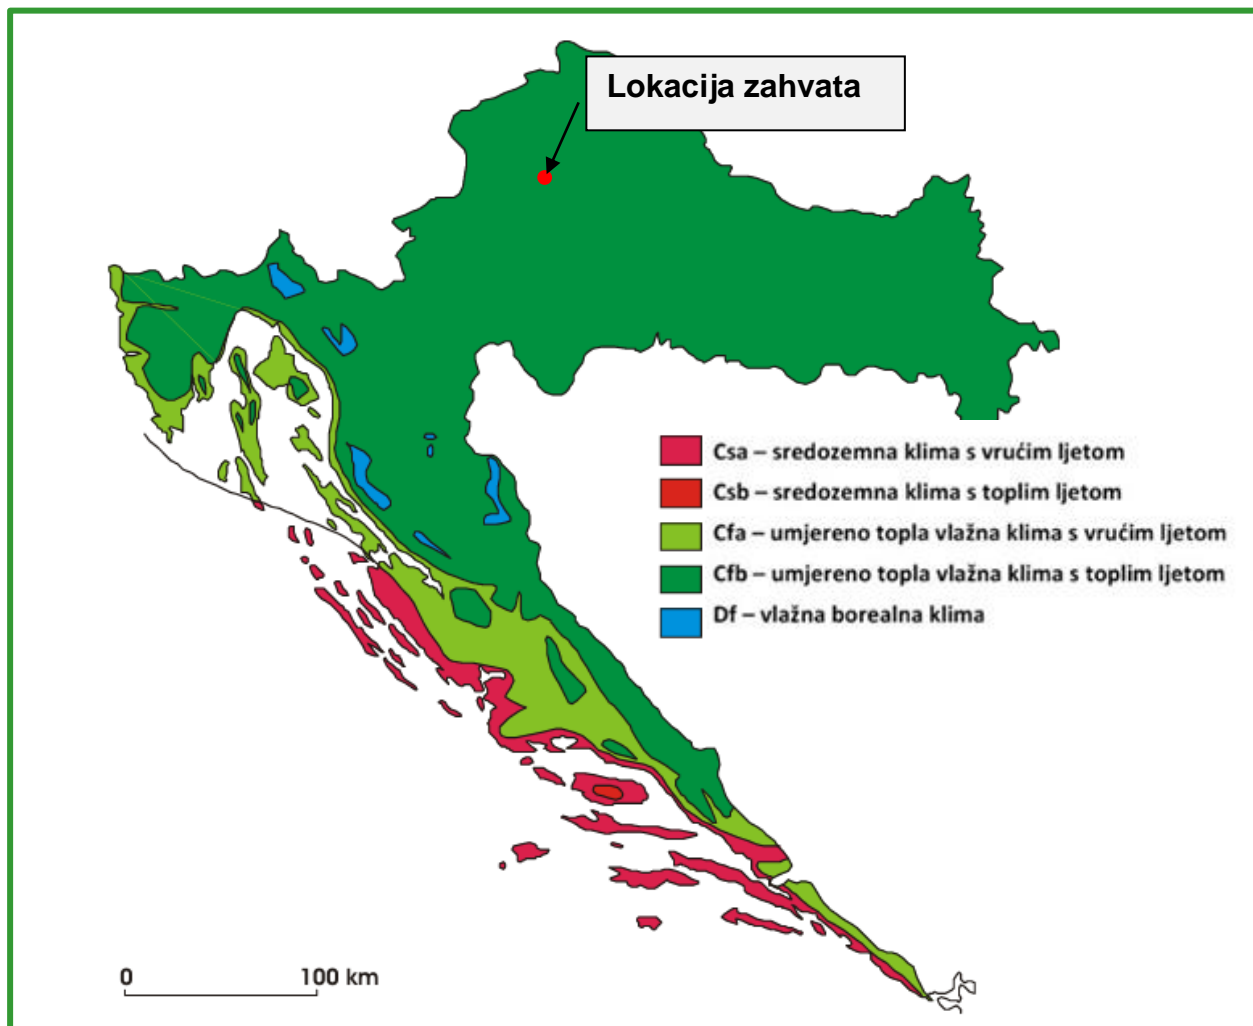 Lokacija zahvata
Csa – sredozemna klima s vrućim ljetom
Csb – sredozemna klima s toplim ljetom
Cfa – umjereno topla vlažna klima s vrućim ljetom
Cfb – umjereno topla vlažna klima s toplim ljetom
Df – vlažna borealna klima
0 100 km